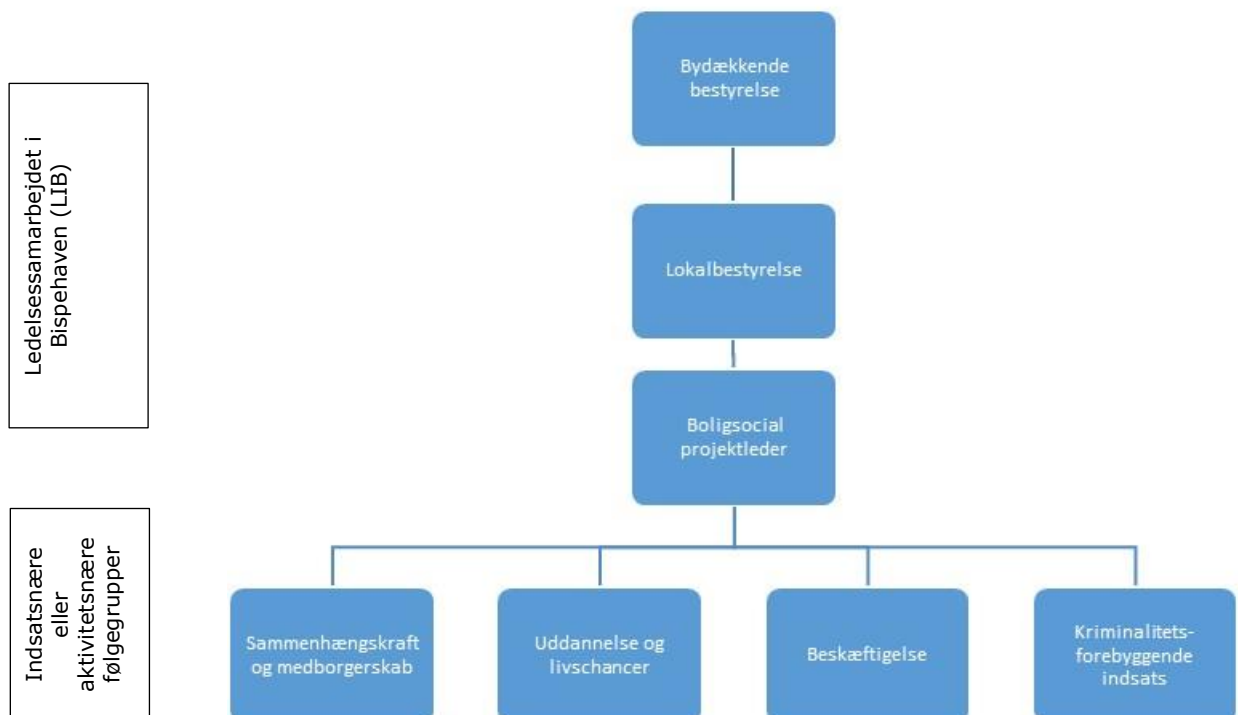 Bydækkende
bestyrelse
Ledelsessamarbejdet i
Bispehaven (LIB)
Lokalbestyrelse
Boligsocial
projektleder
Indsatsnære
eller
aktivitetsnære
følgegrupper
Sammenhængskraft
og medborgerskab
Uddannelse og
livschancer
Beskæftigelse
Kriminalitets-
forebyggende
indsats